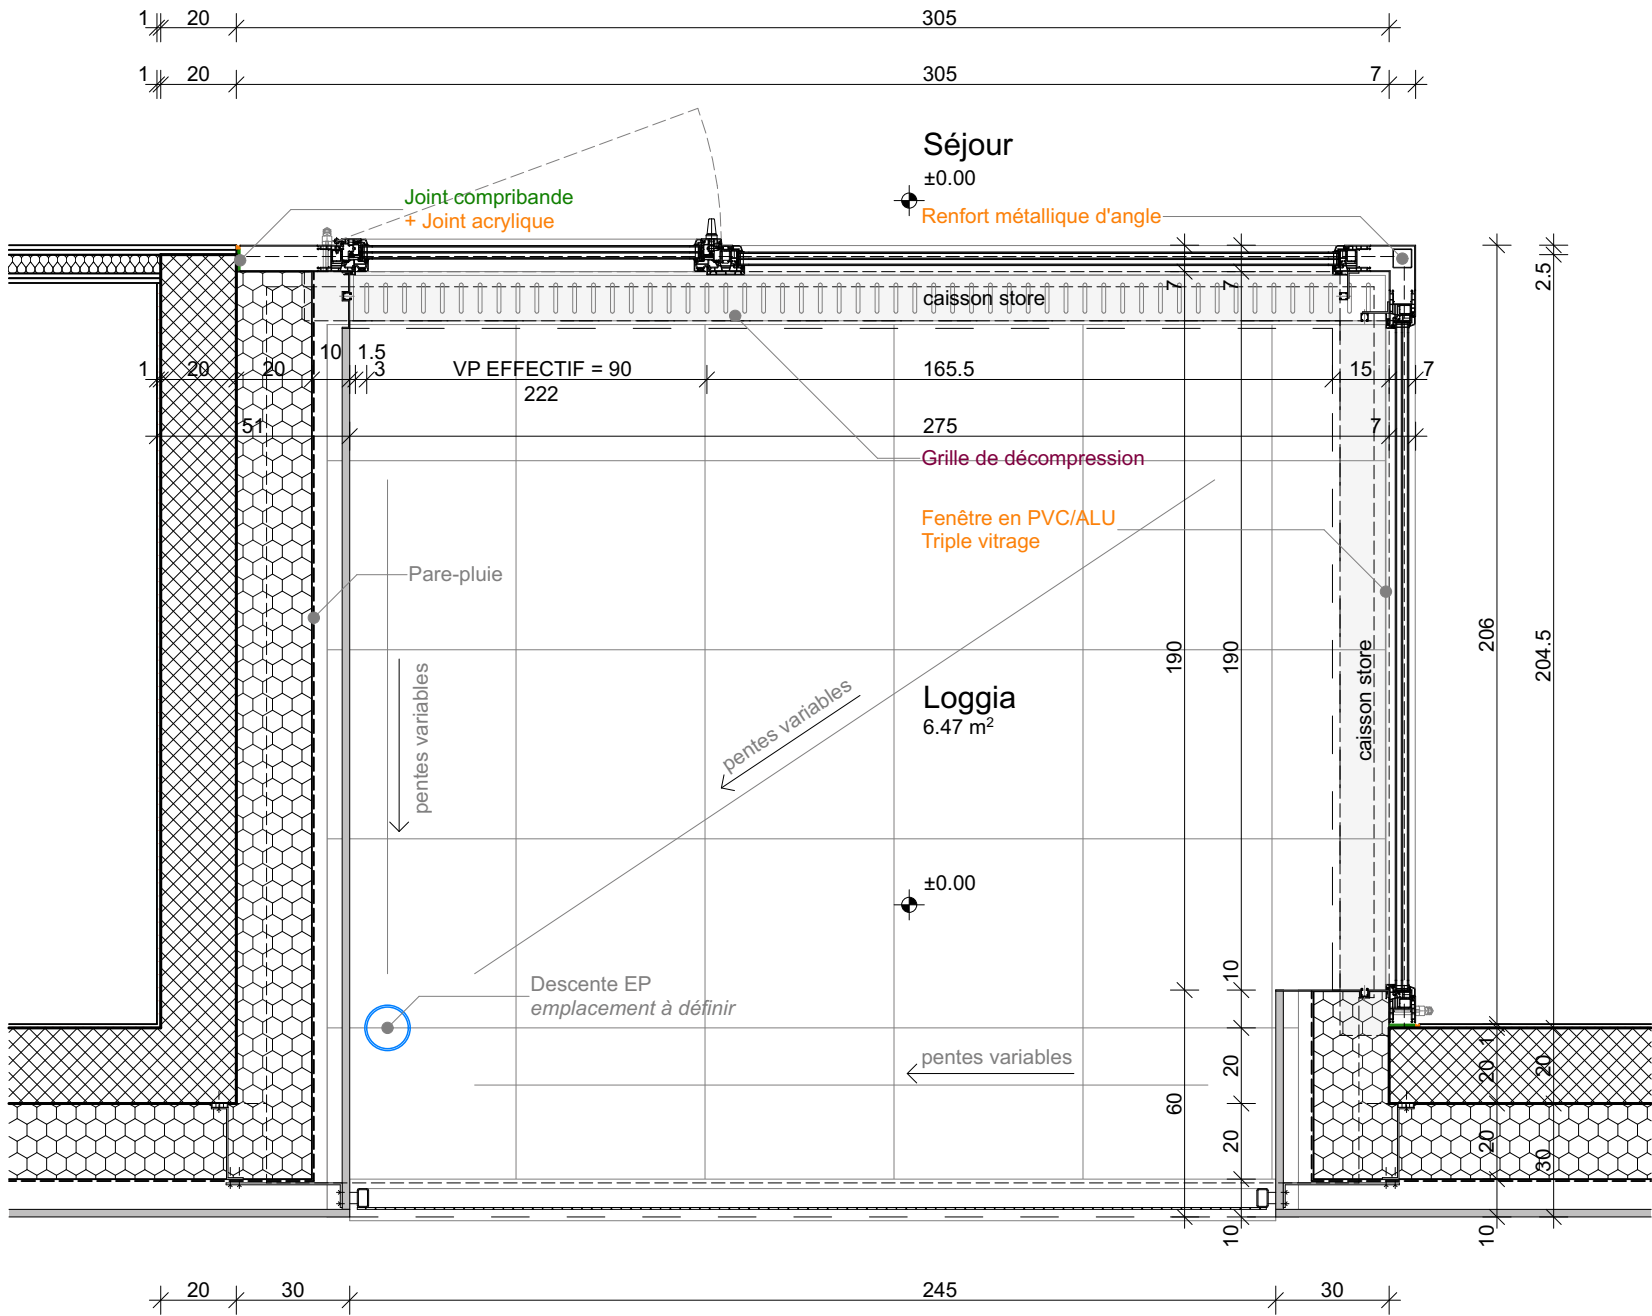 1 20 305
1 20 305 7
Séjour
±0.00
Joint compribande
+ Joint acrylique
Renfort métallique d'angle
2.5
7 7
caisson store
10 1.5
1 20 20 3 VP EFFECTIF = 90 165.5 15 7
222
51 275 7
Grille de décompression
Fenêtre en PVC/ALU
Triple vitrage
Pare-pluie
190 190 206 204.5
pentes variables
pentes variables
Loggia
6.47 m²
caisson store
±0.00
Descente EP
emplacement à définir
10
pentes variables
1
20 20 20
60
20 20 30
10 10
20 30 245 30